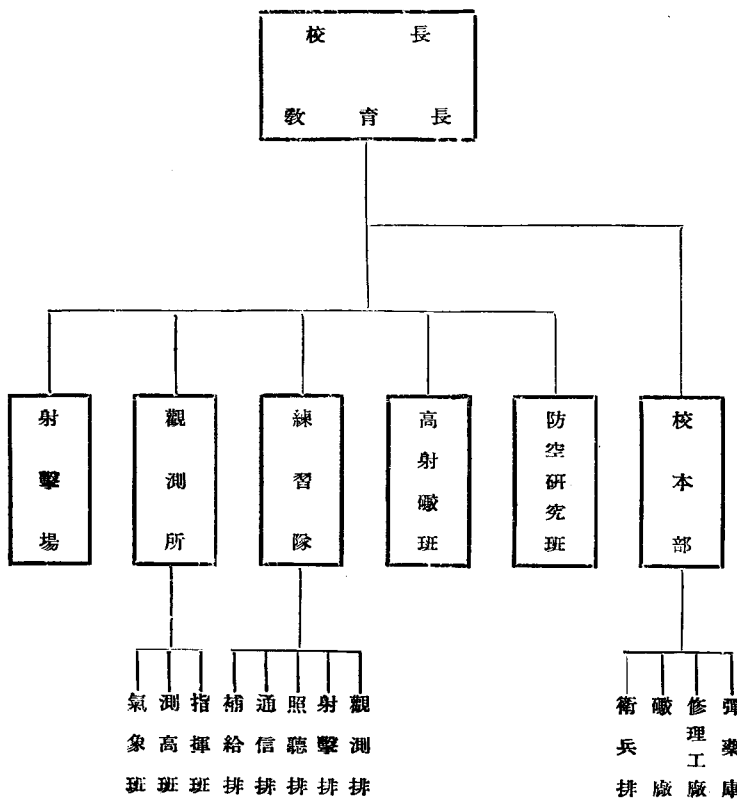 校長
教育長
校本部
防空研究班
高射礮班
練習隊
觀測所
射擊場
彈藥庫
修理工廠
礮廠
衛兵排
觀測排
射擊排
照聽排
通信排
補給排
指揮班
測高班
氣象班